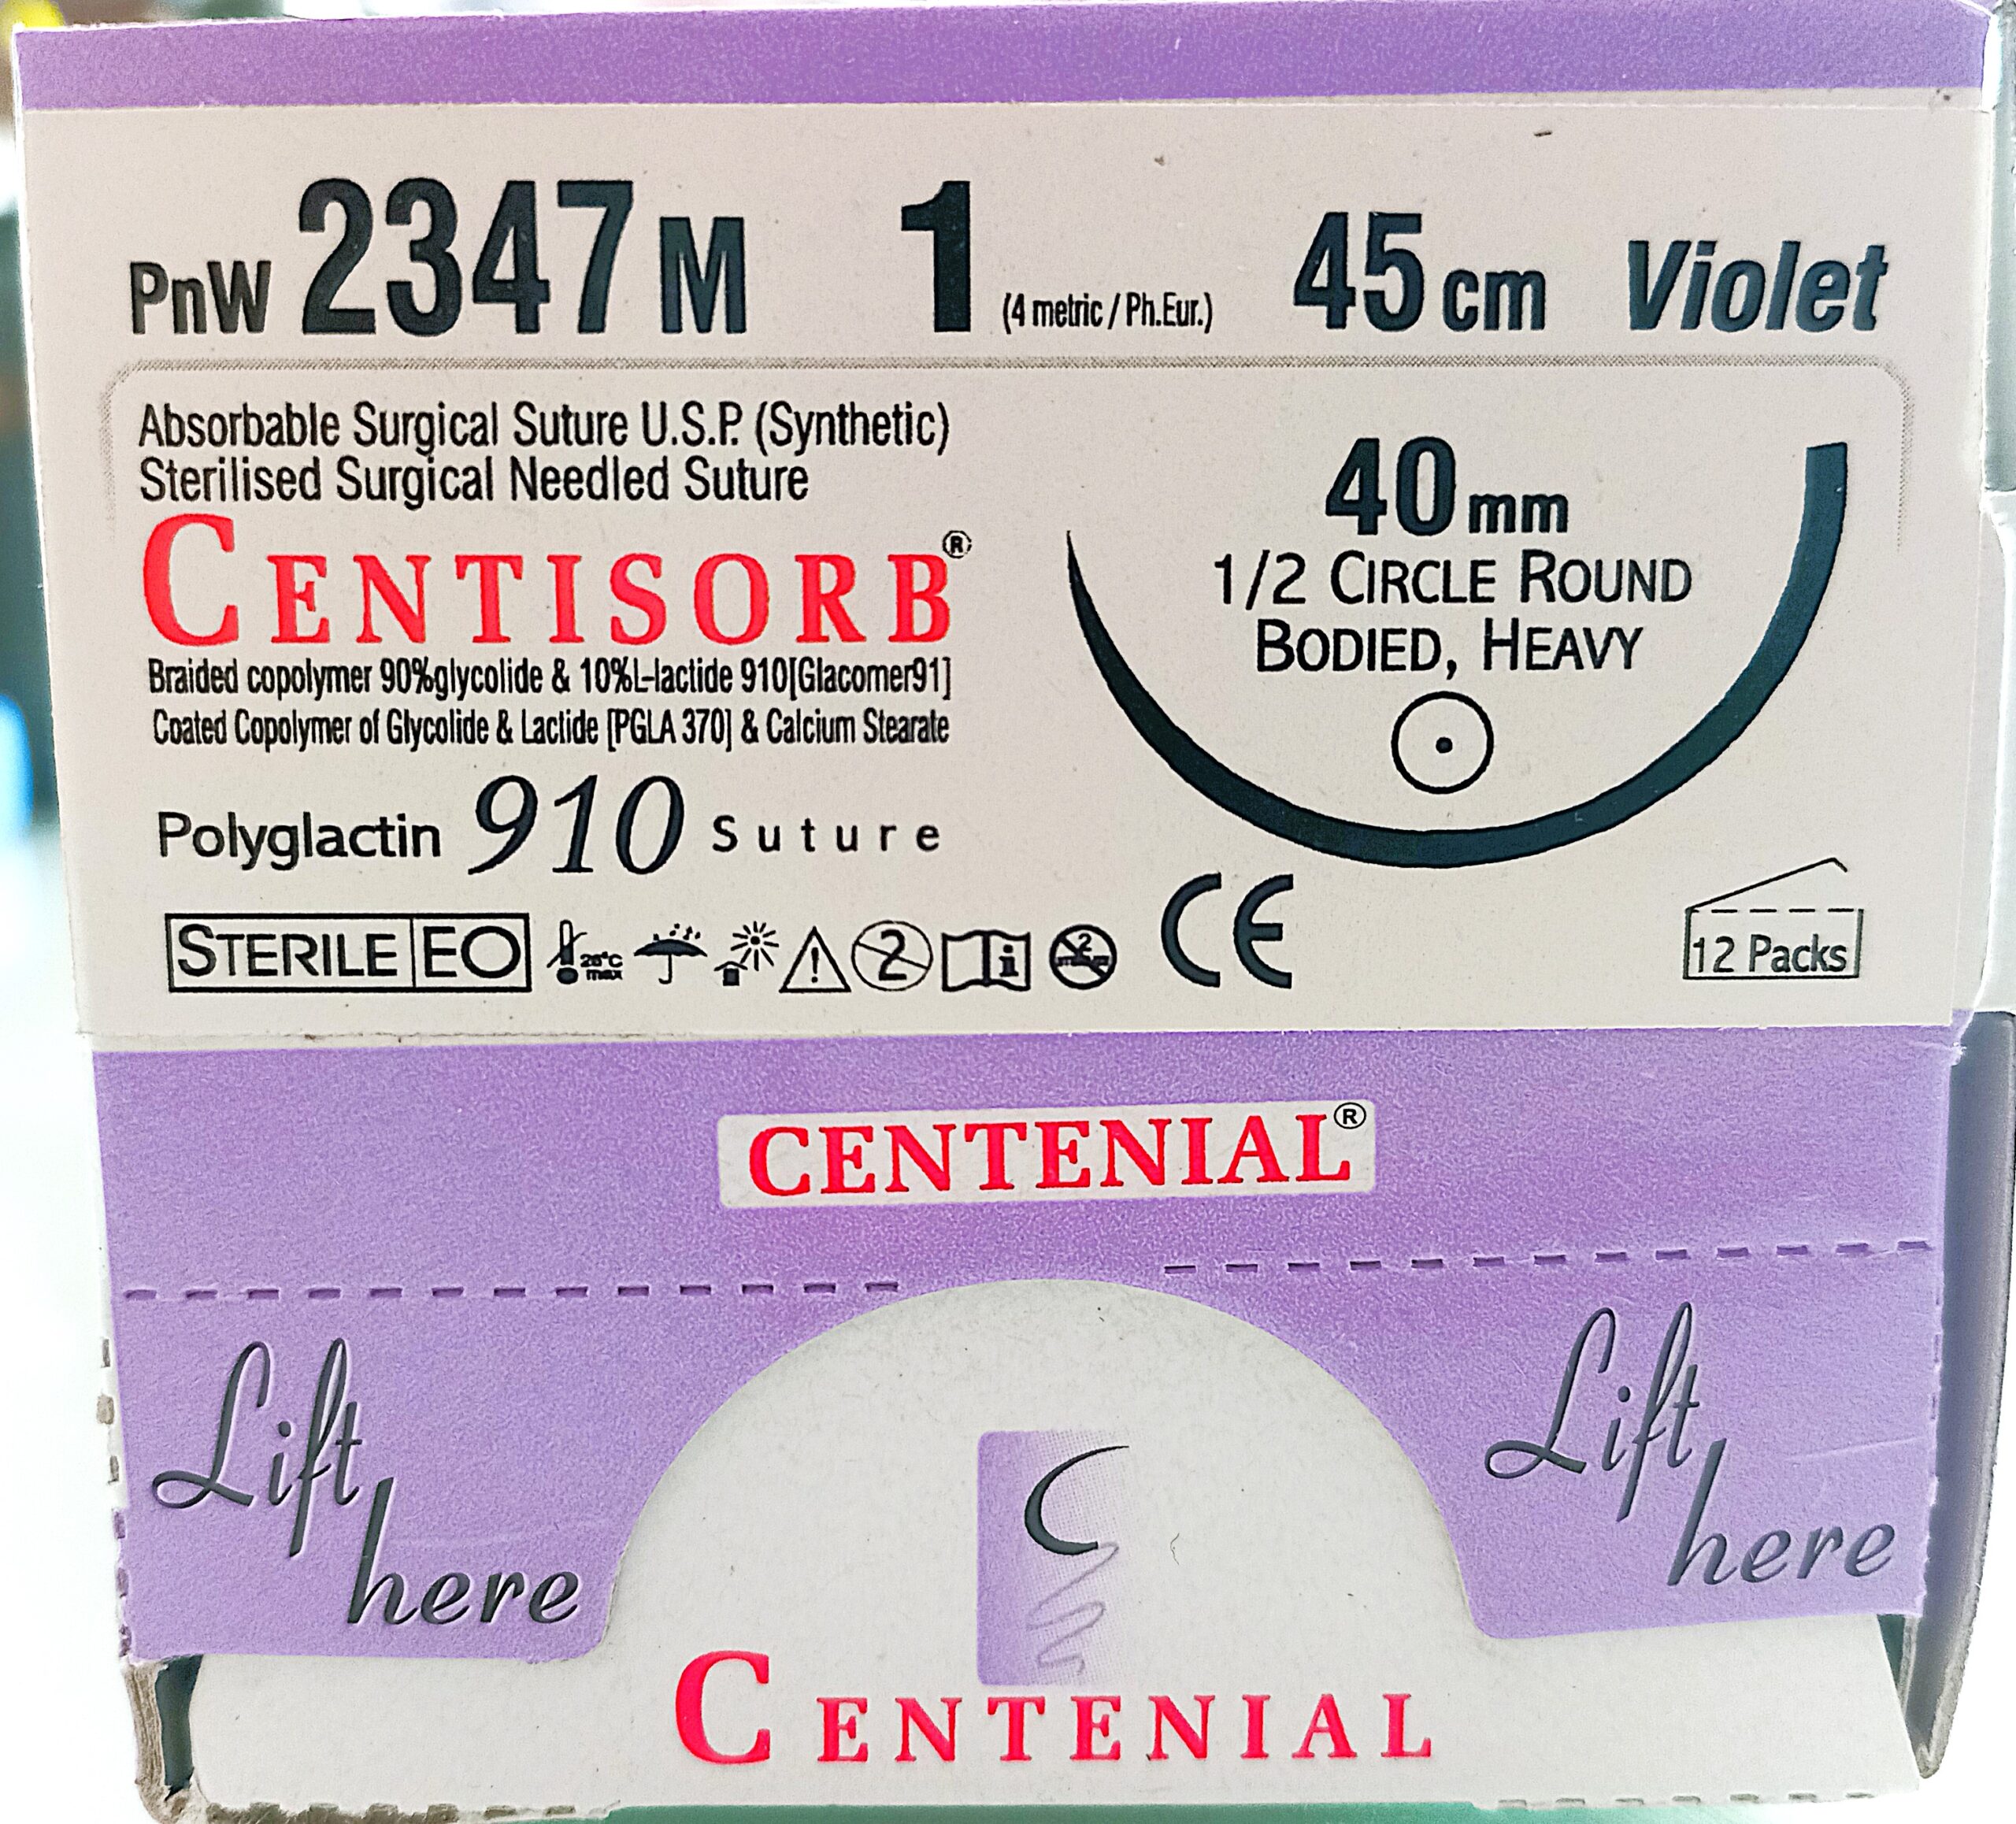 PnW 2347 M 1 (4 metric / Ph.Eur.) 45 cm Violet
Absorbable Surgical Suture U.S.P. (Synthetic)
Sterilised Surgical Needled Suture
CENTISORB®
Braided copolymer 90%glycolide & 10%L-lactide 910[Glacomer91]
Coated Copolymer of Glycolide & Lactide [PGLA 370] & Calcium Stearate
Polyglactin 910 Suture
40 mm
1/2 CIRCLE ROUND
BODIED, HEAVY
STERILE EO
CE
12 Packs
CENTENIAL®
Lift
here
Lift
here
CENTENIAL